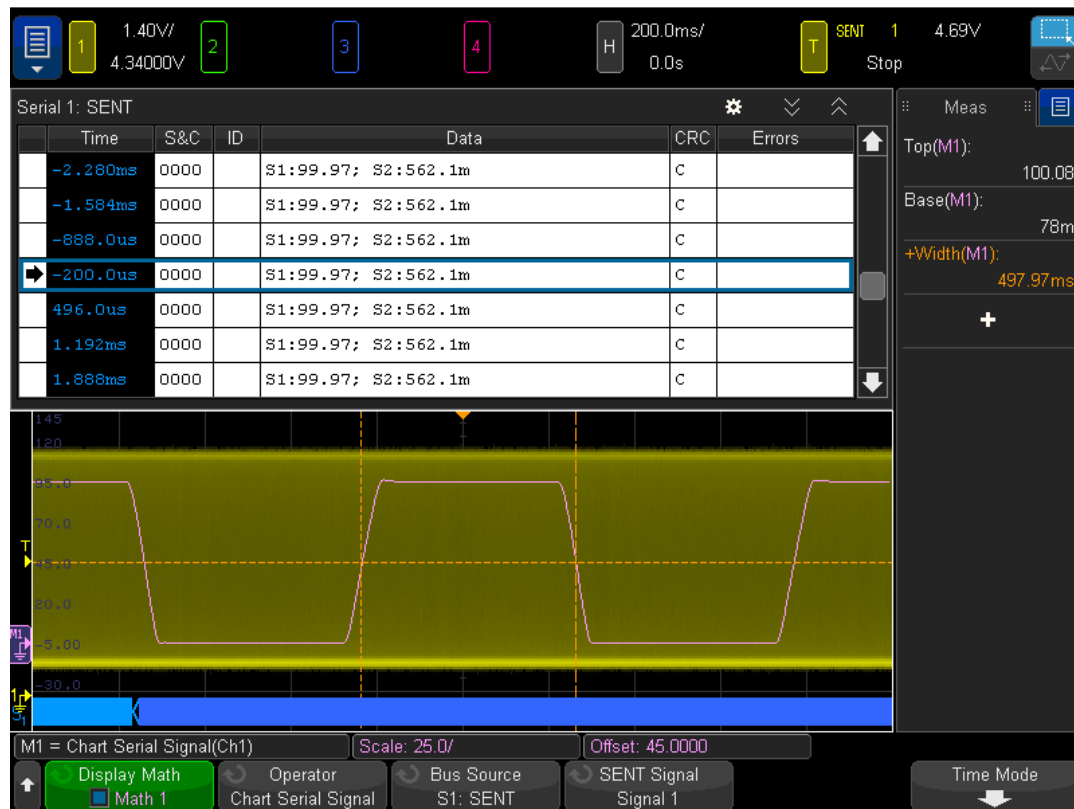 1 1.40V/ 2 3 4 H 200.0ms/ T SENT 1 4.69V
4.34000V 0.0s Stop
Serial 1: SENT
Time S&C ID Data CRC Errors
-2.280ms 0000 S1:99.97; S2:562.1m C
-1.584ms 0000 S1:99.97; S2:562.1m C
-888.0us 0000 S1:99.97; S2:562.1m C
-200.0us 0000 S1:99.97; S2:562.1m C
496.0us 0000 S1:99.97; S2:562.1m C
1.192ms 0000 S1:99.97; S2:562.1m C
1.888ms 0000 S1:99.97; S2:562.1m C
Meas
Top(M1):
100.08
Base(M1):
78m
+Width(M1):
497.97ms
145
120
95.0
70.0
T
45.0
20.0
M1
-5.00
-30.0
1
S1
M1 = Chart Serial Signal(Ch1) Scale: 25.0/ Offset: 45.0000
Display Math Operator Bus Source SENT Signal Time Mode
Math 1 Chart Serial Signal S1: SENT Signal 1